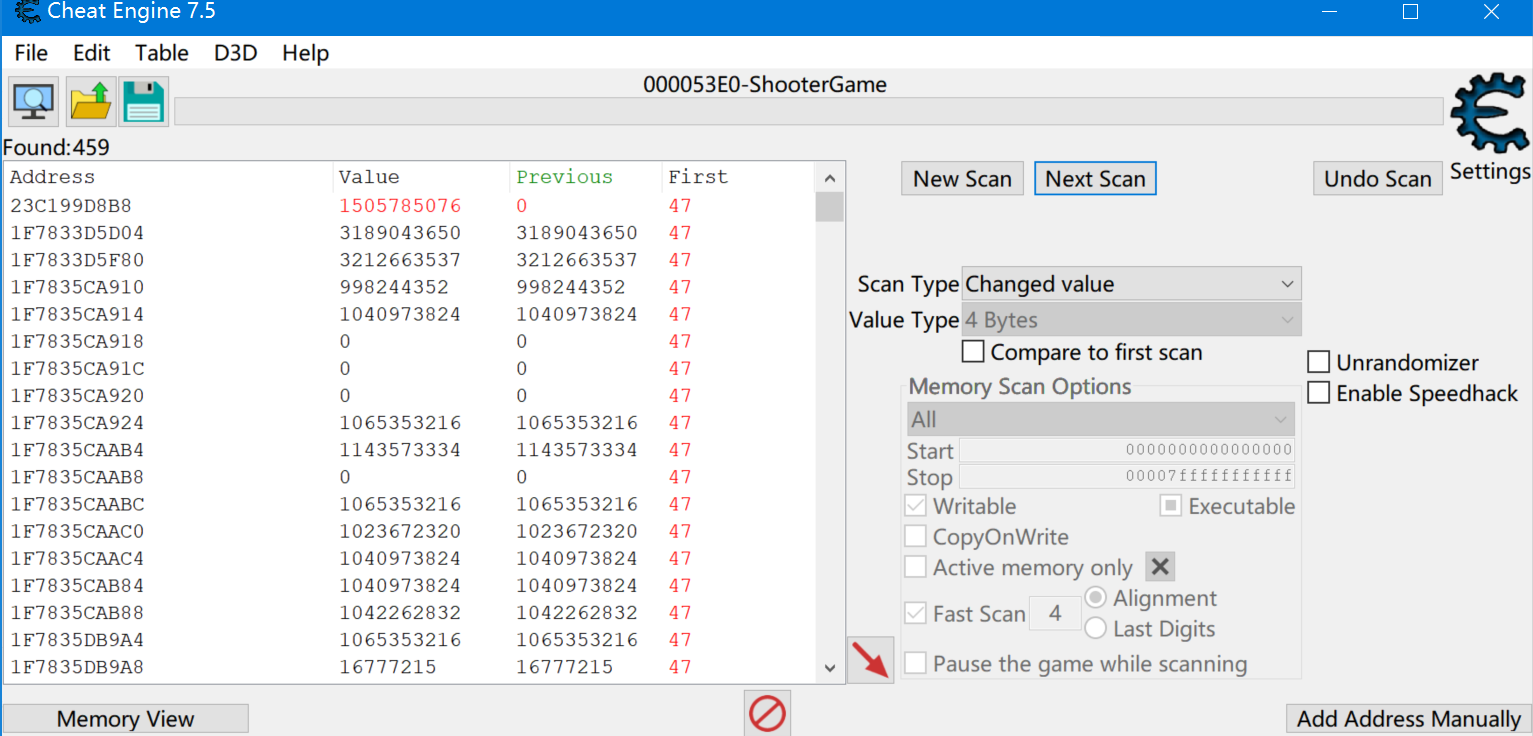 Cheat Engine 7.5
File Edit Table D3D Help
000053E0-ShooterGame
Found:459
Settings
Address Value Previous First
23C199D8B8 1505785076 0 47
1F7833D5D04 3189043650 3189043650 47
1F7833D5F80 3212663537 3212663537 47
1F7835CA910 998244352 998244352 47
1F7835CA914 1040973824 1040973824 47
1F7835CA918 0 0 47
1F7835CA91C 0 0 47
1F7835CA920 0 0 47
1F7835CA924 1065353216 1065353216 47
1F7835CAAB4 1143573334 1143573334 47
1F7835CAAB8 0 0 47
1F7835CAABC 1065353216 1065353216 47
1F7835CAAC0 1023672320 1023672320 47
1F7835CAAC4 1040973824 1040973824 47
1F7835CAB84 1040973824 1040973824 47
1F7835CAB88 1042262832 1042262832 47
1F7835DB9A4 1065353216 1065353216 47
1F7835DB9A8 16777215 16777215 47
New Scan Next Scan Undo Scan
Scan Type Changed value
Value Type 4 Bytes
Compare to first scan
Unrandomizer
Enable Speedhack
Memory Scan Options
All
Start 0000000000000000
Stop 00007fffffffffff
Writable Executable
CopyOnWrite
Active memory only
Fast Scan 4 Alignment
Last Digits
Pause the game while scanning
Memory View
Add Address Manually